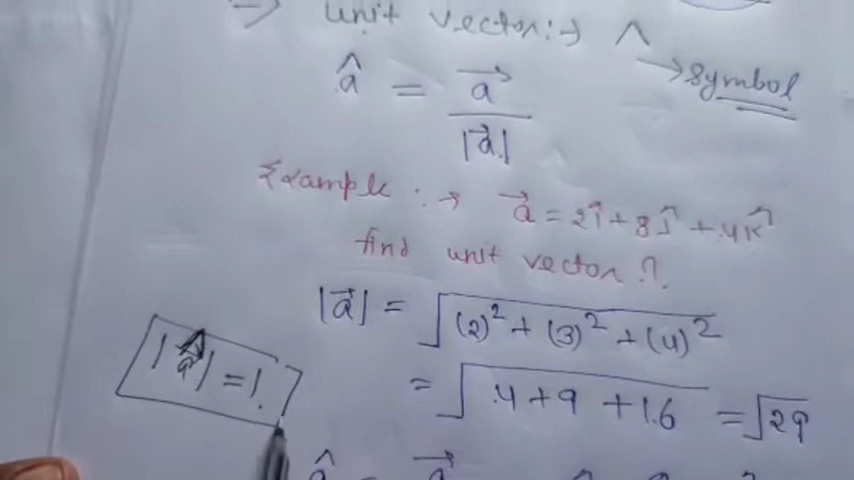 => unit vector :→ ^
→ symbol
â = a⃗ / |a⃗|
Example :→ a⃗ = 2î + 3ĵ + 4k̂
find unit vector ?
|a⃗| = √(2)² + (3)² + (4)²
= √4 + 9 + 16 = √29
|â| = 1.
â = a⃗